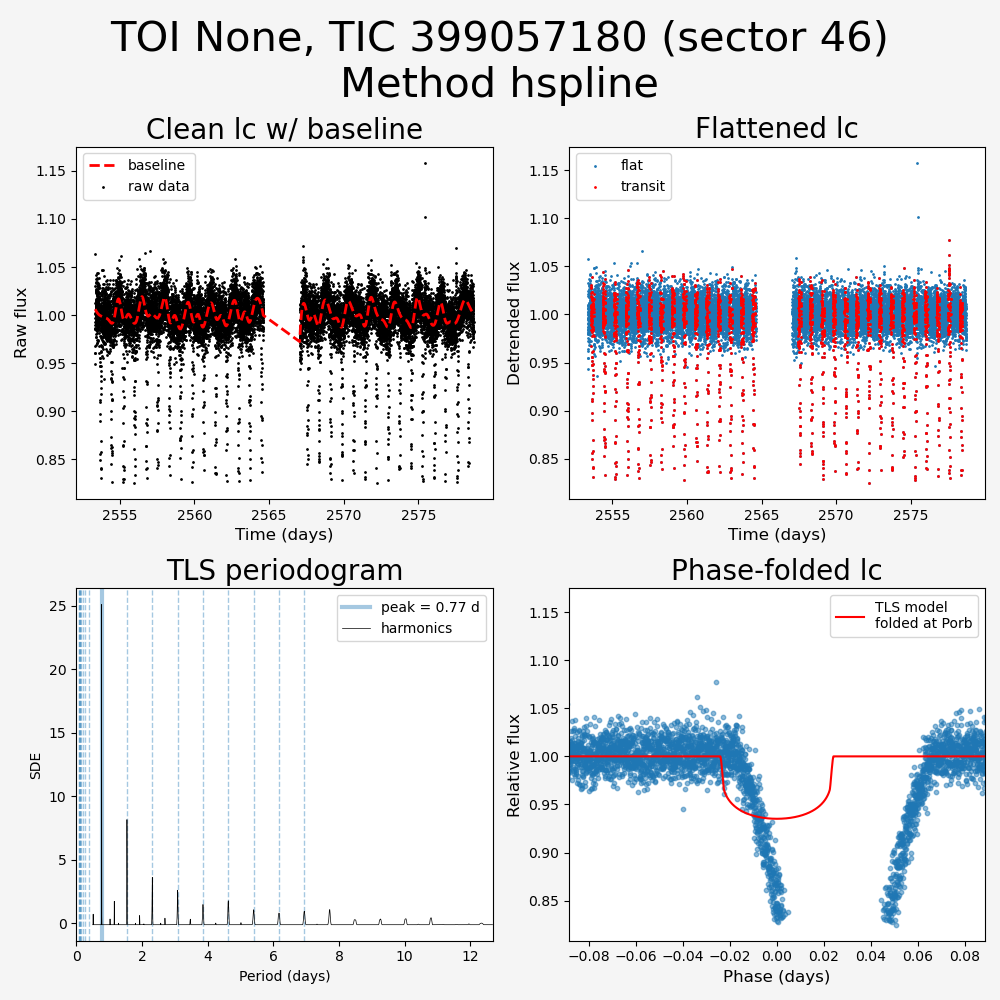 TOI None, TIC 399057180 (sector 46)
Method hspline
Clean lc w/ baseline
Flattened lc
baseline
raw data
flat
transit
1.15
1.10
1.05
1.00
0.95
0.90
0.85
Raw flux
2555
2560
2565
2570
2575
Time (days)
1.15
1.10
1.05
1.00
0.95
0.90
0.85
Detrended flux
2555
2560
2565
2570
2575
Time (days)
TLS periodogram
Phase-folded lc
peak = 0.77 d
harmonics
TLS model
folded at Porb
25
20
15
10
5
0
SDE
0
2
4
6
8
10
12
Period (days)
1.15
1.10
1.05
1.00
0.95
0.90
0.85
Relative flux
−0.08
−0.06
−0.04
−0.02
0.00
0.02
0.04
0.06
0.08
Phase (days)